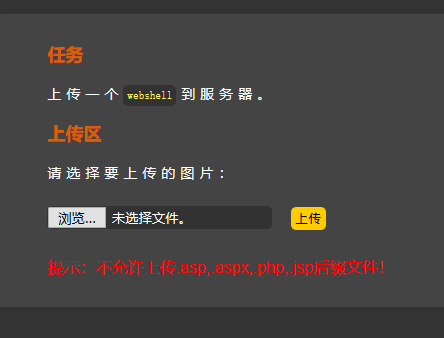 任务
上传一个 webshell 到服务器。
上传区
请选择要上传的图片：
浏览... 未选择文件。 上传
提示：不允许上传.asp,.aspx,.php,.jsp后缀文件！